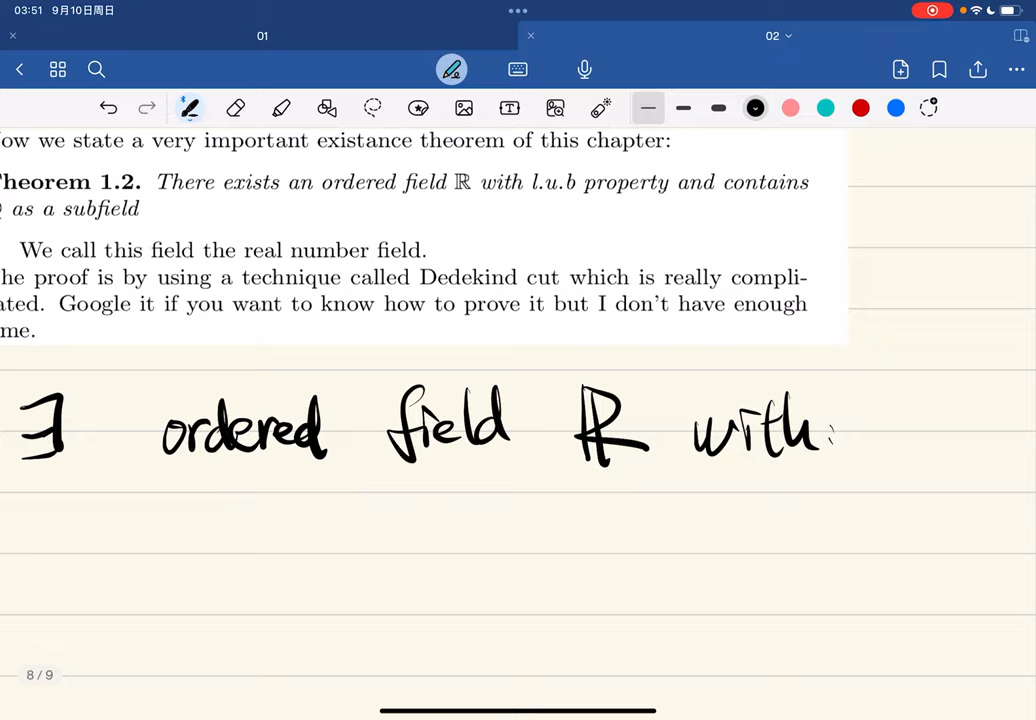 03:51 9月10日周日
01
02
ow we state a very important existance theorem of this chapter:
heorem 1.2. There exists an ordered field ℝ with l.u.b property and contains
as a subfield
We call this field the real number field.
he proof is by using a technique called Dedekind cut which is really compli-
ated. Google it if you want to know how to prove it but I don't have enough
me.
∃ ordered field ℝ with:
8/9